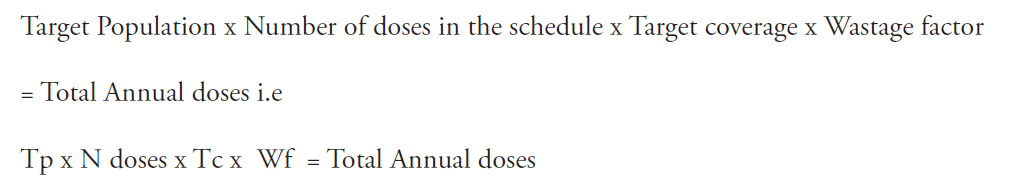 Target Population x Number of doses in the schedule x Target coverage x Wastage factor
= Total Annual doses i.e
Tp x N doses x Tc x Wf = Total Annual doses